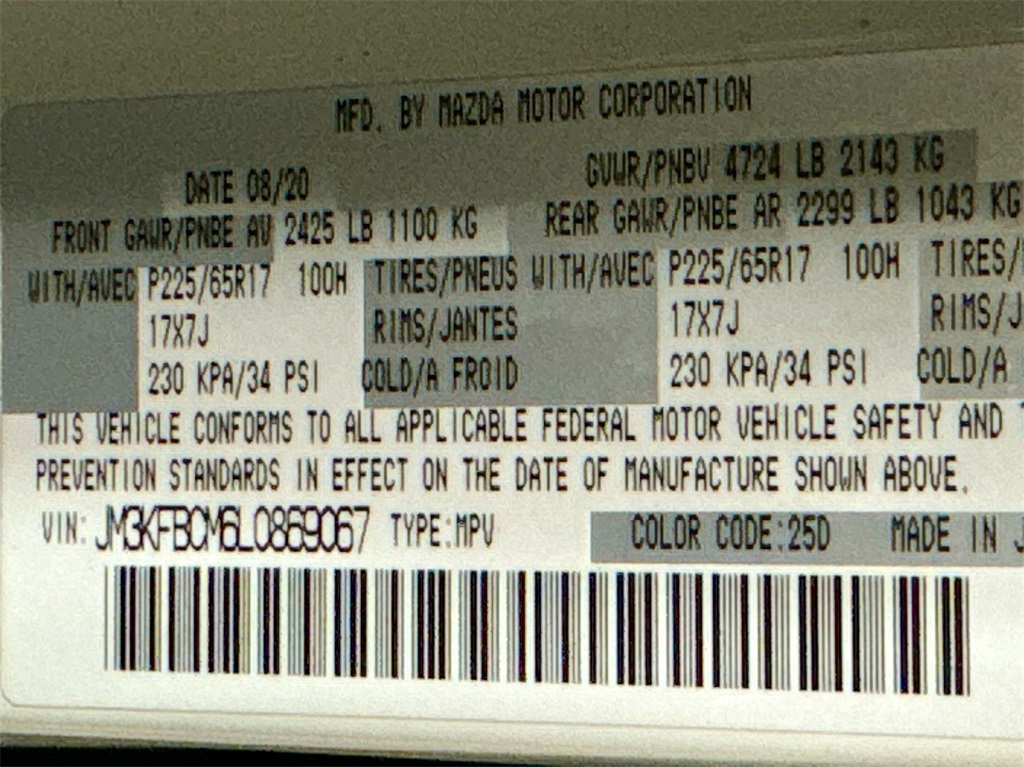 MFD. BY MAZDA MOTOR CORPORATION
DATE 08/20 GVWR/PNBV 4724 LB 2143 KG
FRONT GAWR/PNBE AV 2425 LB 1100 KG REAR GAWR/PNBE AR 2299 LB 1043 KG
WITH/AVEC P225/65R17 100H TIRES/PNEUS WITH/AVEC P225/65R17 100H TIRES/
17X7J RIMS/JANTES 17X7J RIMS/J
230 KPA/34 PSI COLD/A FROID 230 KPA/34 PSI COLD/A
THIS VEHICLE CONFORMS TO ALL APPLICABLE FEDERAL MOTOR VEHICLE SAFETY AND
PREVENTION STANDARDS IN EFFECT ON THE DATE OF MANUFACTURE SHOWN ABOVE.
VIN: JM3KFBCM6L0869067 TYPE:MPV COLOR CODE:25D MADE IN J